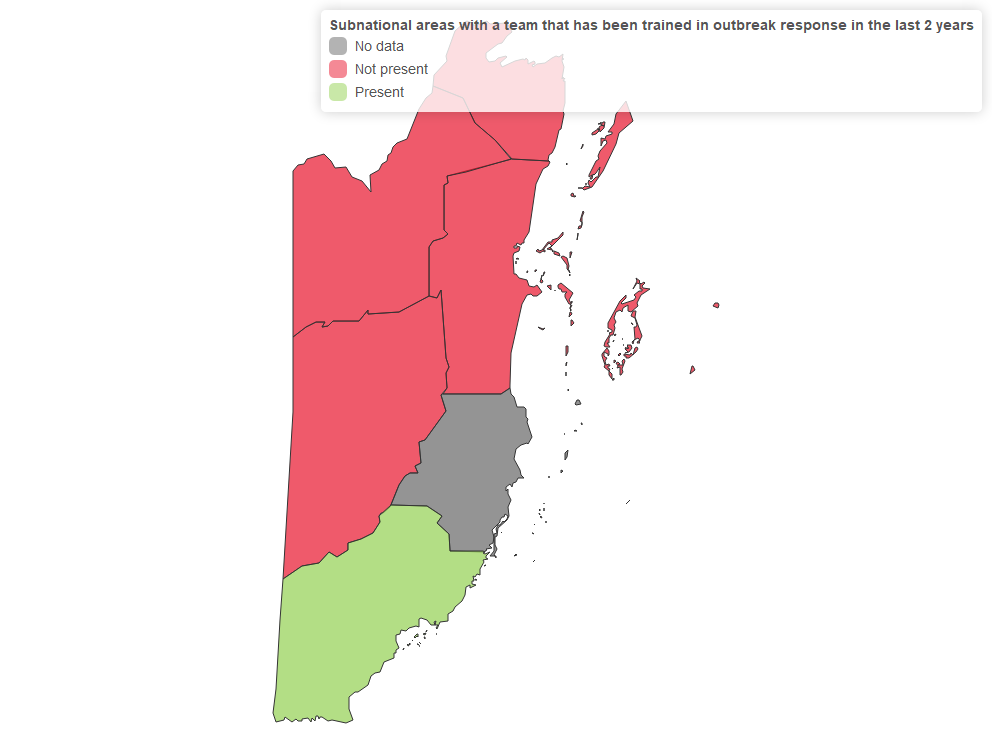 Subnational areas with a team that has been trained in outbreak response in the last 2 years
No data
Not present
Present